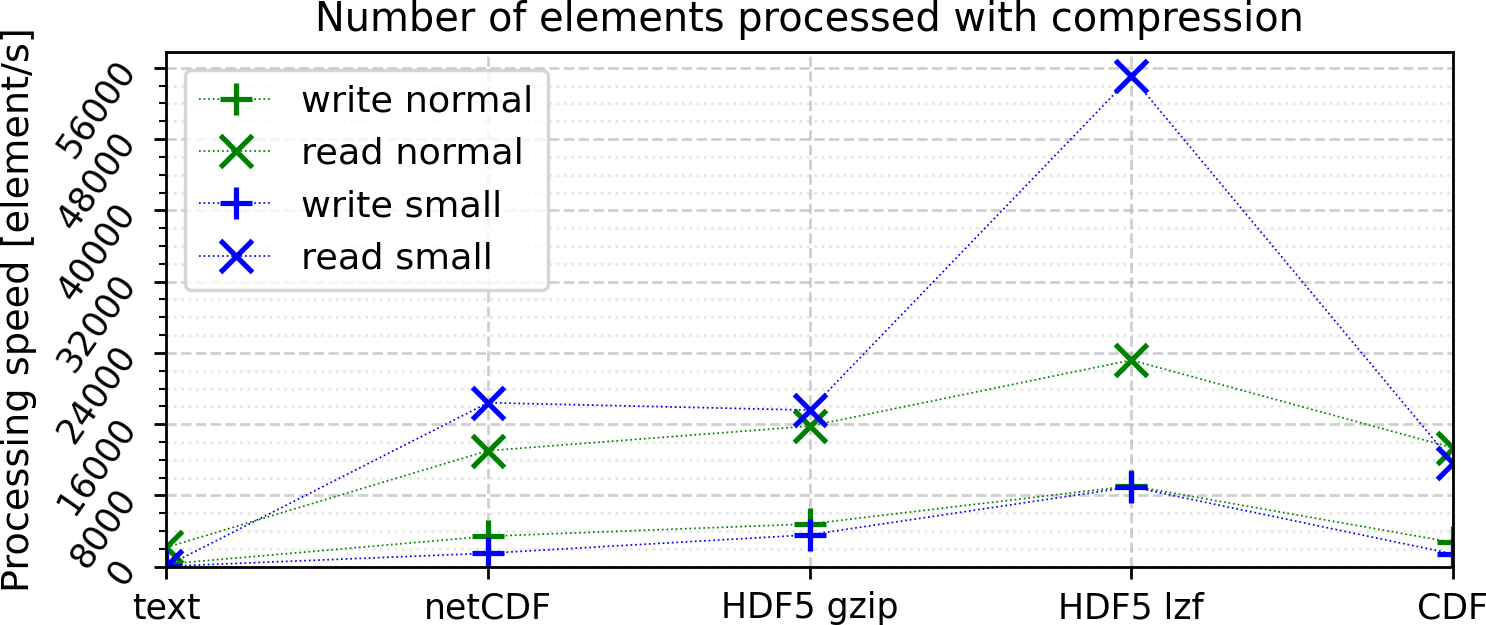 Number of elements processed with compression
Processing speed [element/s]
56000
48000
40000
32000
24000
16000
8000
0
write normal
read normal
write small
read small
text netCDF HDF5 gzip HDF5 lzf CDF